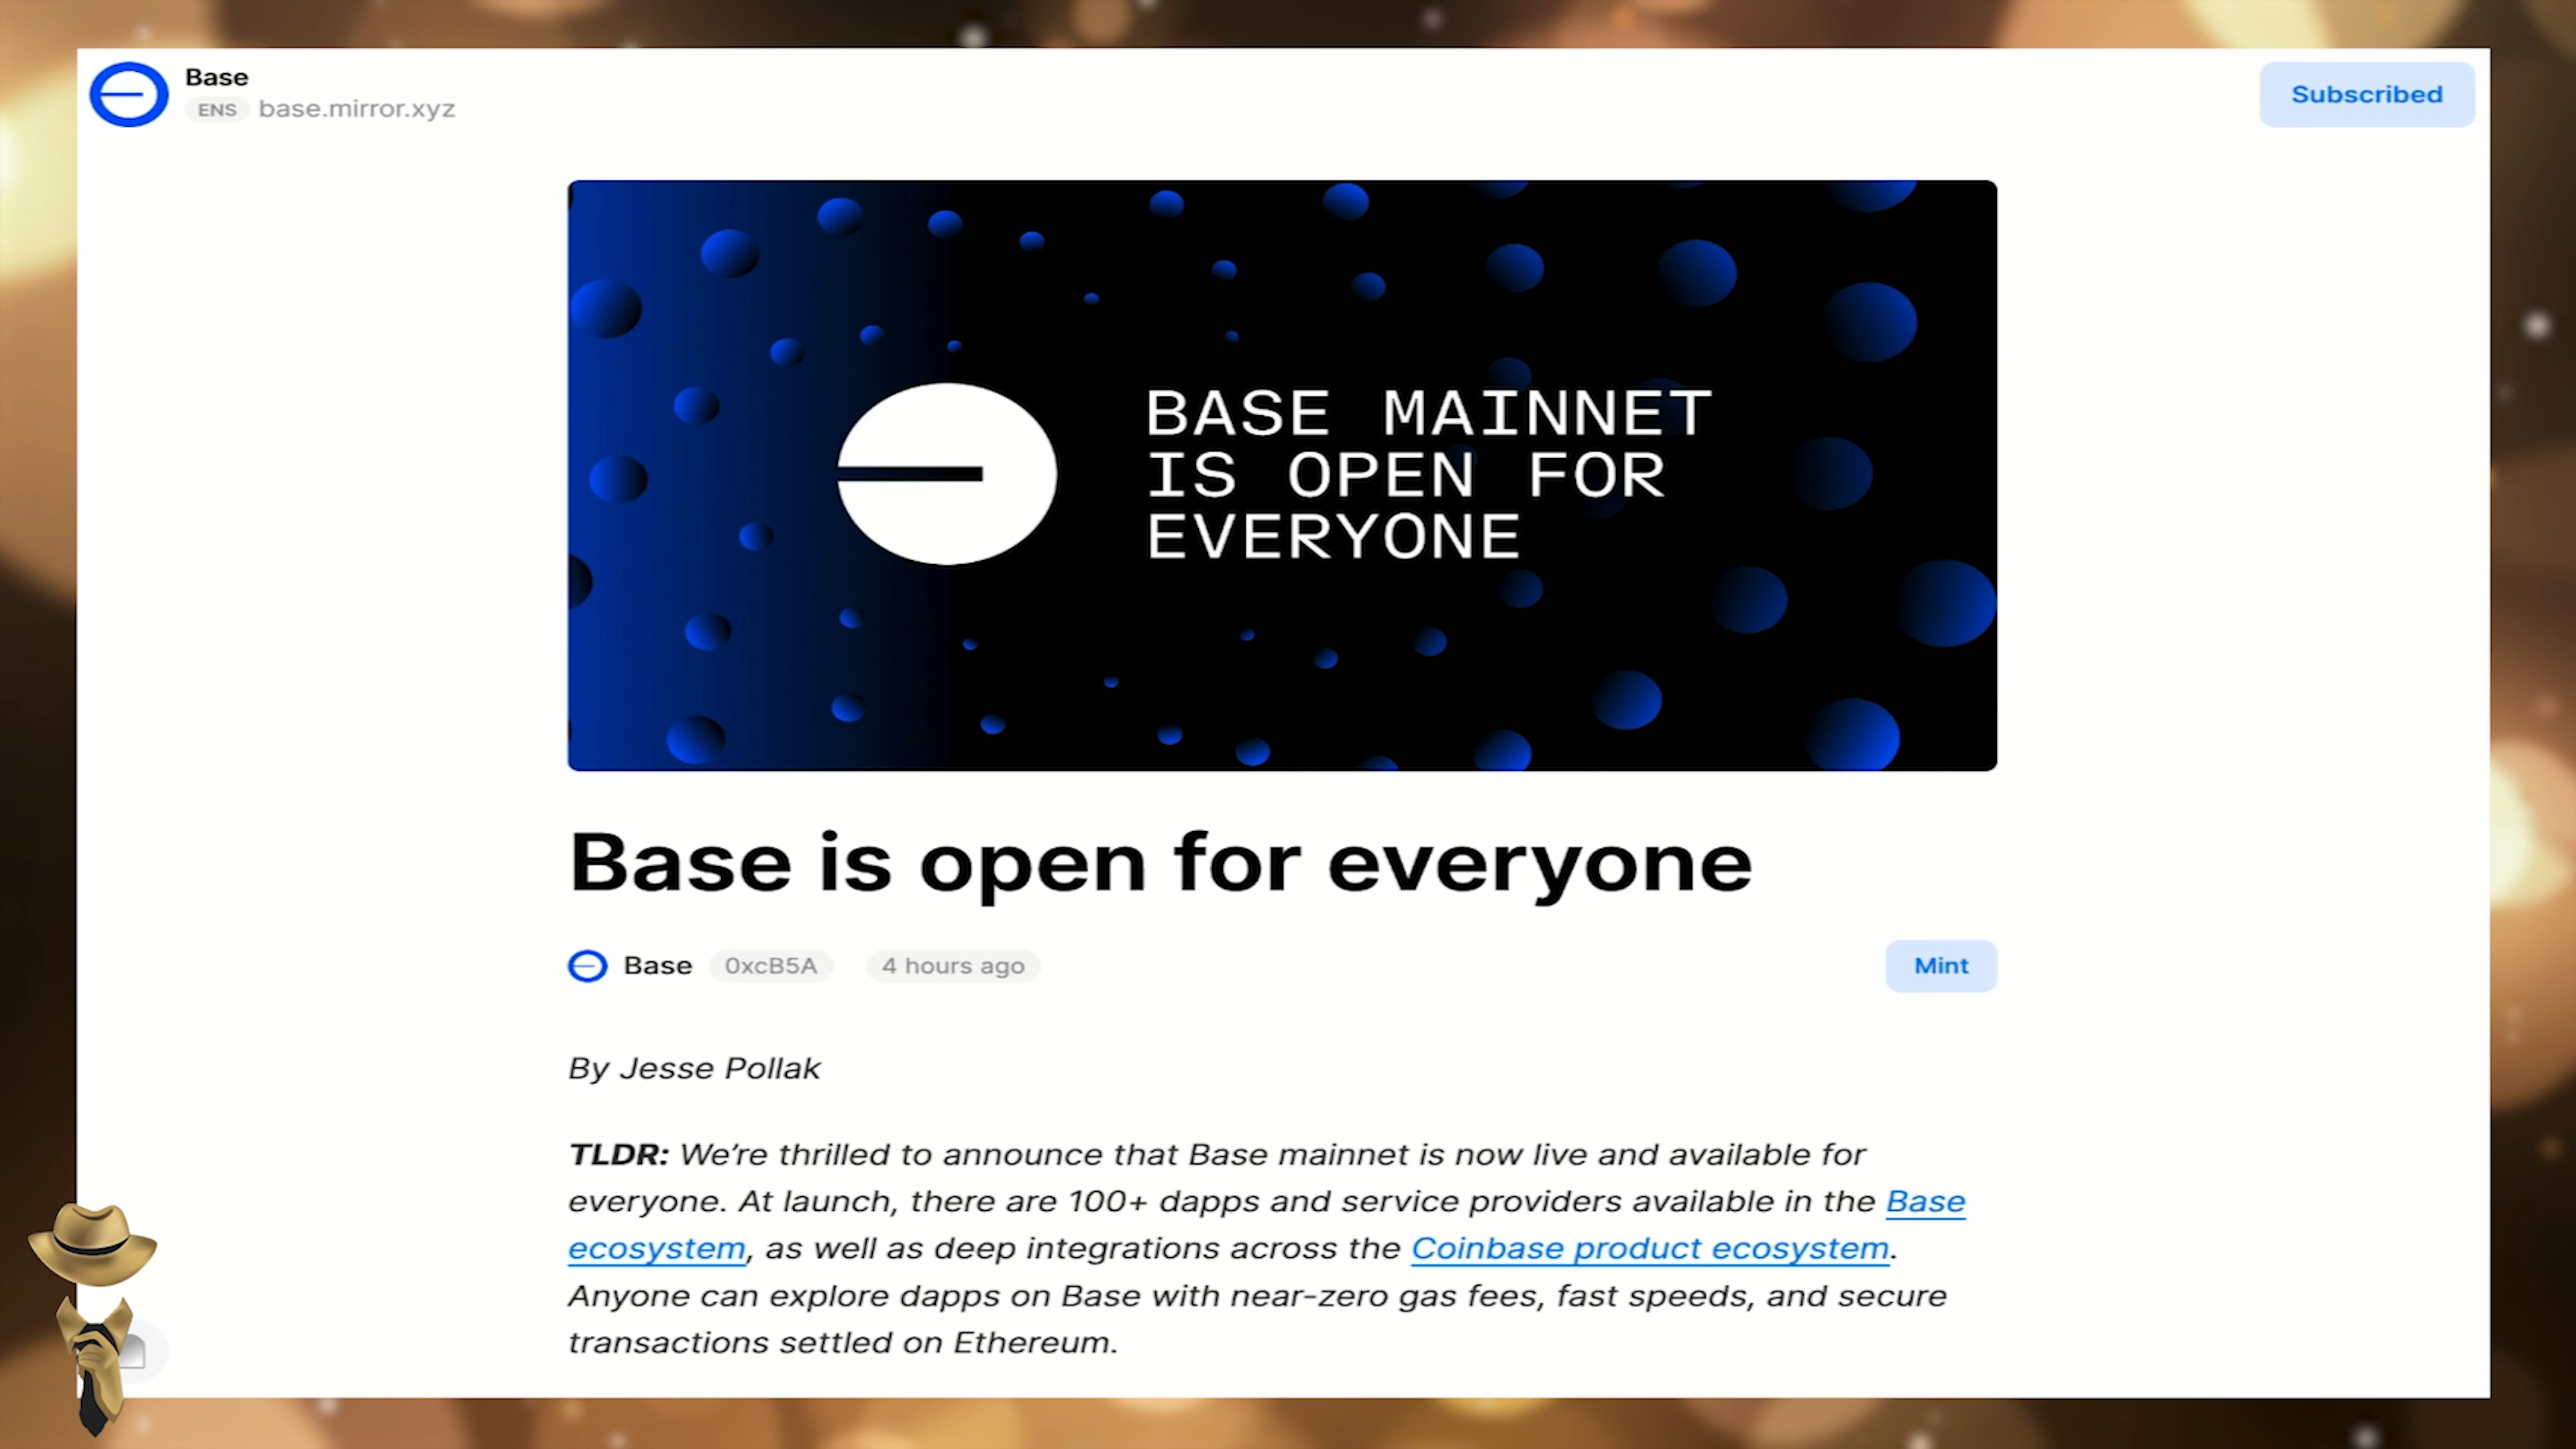 Base
ENS base.mirror.xyz
Subscribed
BASE MAINNET
IS OPEN FOR
EVERYONE
Base is open for everyone
Base 0xcB5A 4 hours ago
Mint
By Jesse Pollak
TLDR: We’re thrilled to announce that Base mainnet is now live and available for
everyone. At launch, there are 100+ dapps and service providers available in the Base
ecosystem, as well as deep integrations across the Coinbase product ecosystem.
Anyone can explore dapps on Base with near-zero gas fees, fast speeds, and secure
transactions settled on Ethereum.